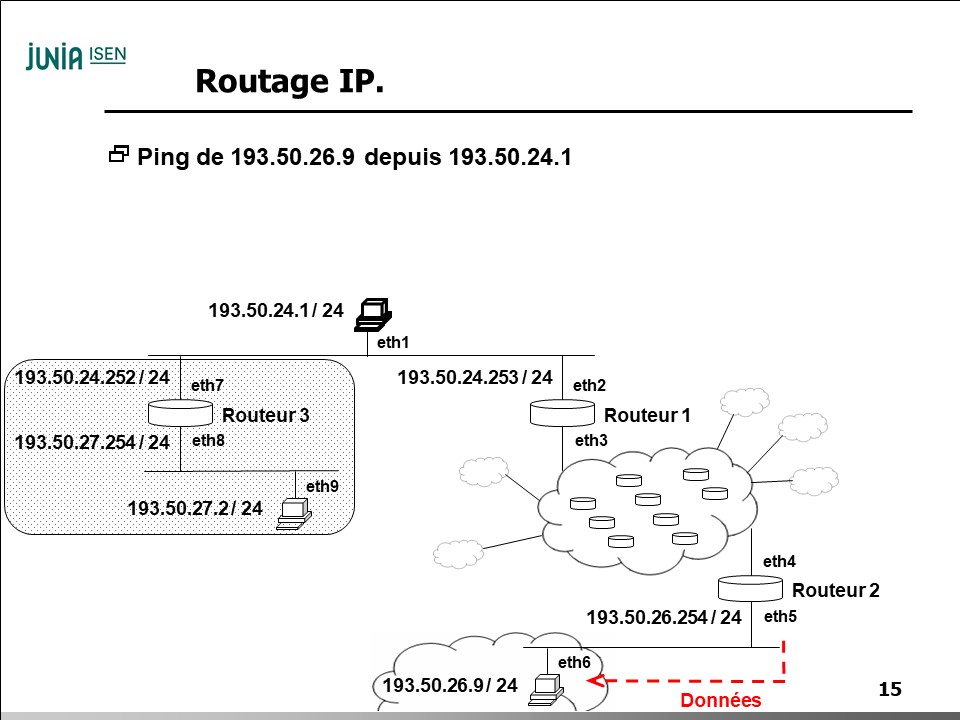 JUNIA ISEN
Routage IP.
Ping de 193.50.26.9 depuis 193.50.24.1
193.50.24.1 / 24
eth1
193.50.24.252 / 24
eth7
193.50.24.253 / 24
eth2
Routeur 3
Routeur 1
193.50.27.254 / 24
eth8
eth3
eth9
193.50.27.2 / 24
eth4
Routeur 2
193.50.26.254 / 24
eth5
eth6
193.50.26.9 / 24
Données
15